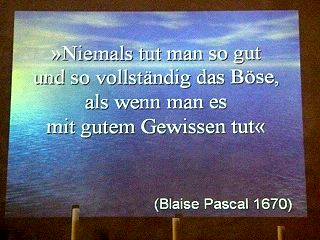 »Niemals tut man so gut
und so vollständig das Böse,
als wenn man es
mit gutem Gewissen tut«
(Blaise Pascal 1670)